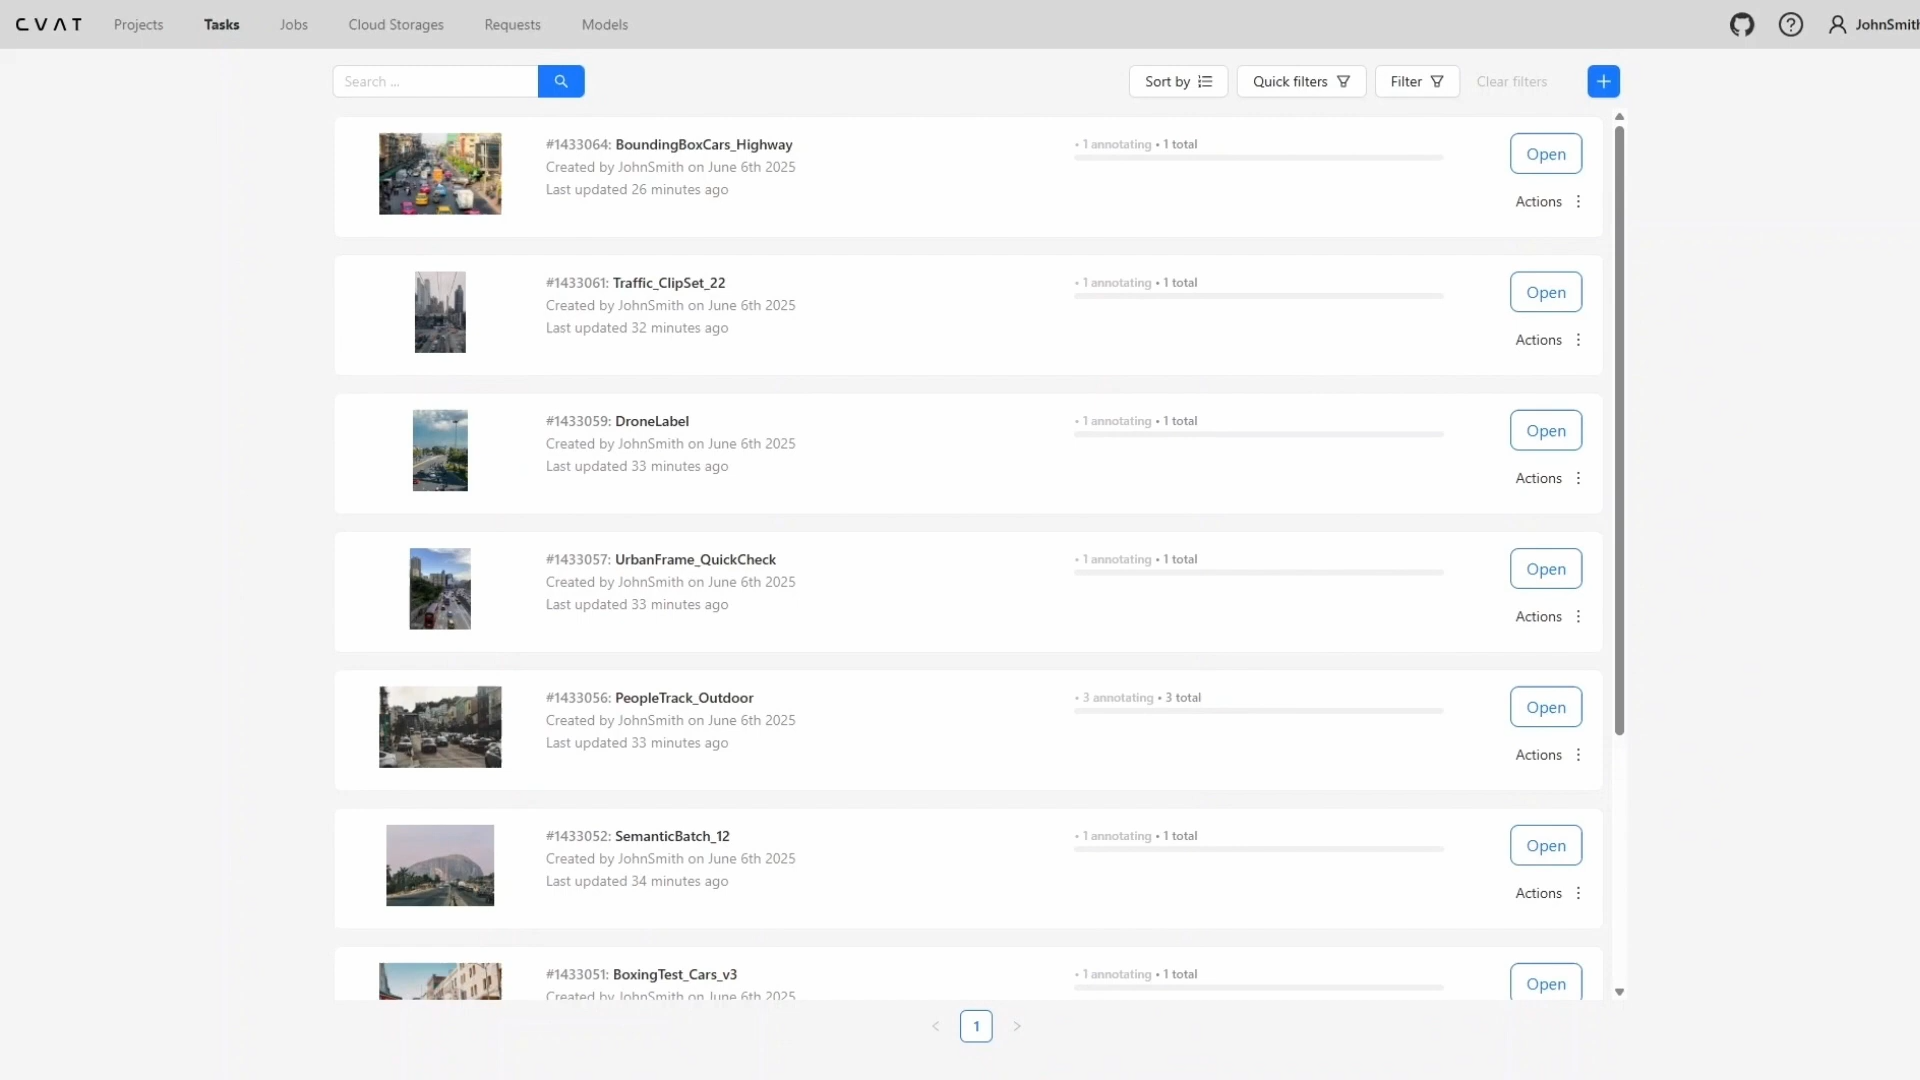 CVAT Projects Tasks Jobs Cloud Storages Requests Models JohnSmith
Search ... Sort by Quick filters Filter Clear filters
#1433064: BoundingBoxCars_Highway
Created by JohnSmith on June 6th 2025
Last updated 26 minutes ago
• 1 annotating • 1 total
Open
Actions
#1433061: Traffic_ClipSet_22
Created by JohnSmith on June 6th 2025
Last updated 32 minutes ago
• 1 annotating • 1 total
Open
Actions
#1433059: DroneLabel
Created by JohnSmith on June 6th 2025
Last updated 33 minutes ago
• 1 annotating • 1 total
Open
Actions
#1433057: UrbanFrame_QuickCheck
Created by JohnSmith on June 6th 2025
Last updated 33 minutes ago
• 1 annotating • 1 total
Open
Actions
#1433056: PeopleTrack_Outdoor
Created by JohnSmith on June 6th 2025
Last updated 33 minutes ago
• 3 annotating • 3 total
Open
Actions
#1433052: SemanticBatch_12
Created by JohnSmith on June 6th 2025
Last updated 34 minutes ago
• 1 annotating • 1 total
Open
Actions
#1433051: BoxingTest_Cars_v3
Created by JohnSmith on June 6th 2025
• 1 annotating • 1 total
Open
1